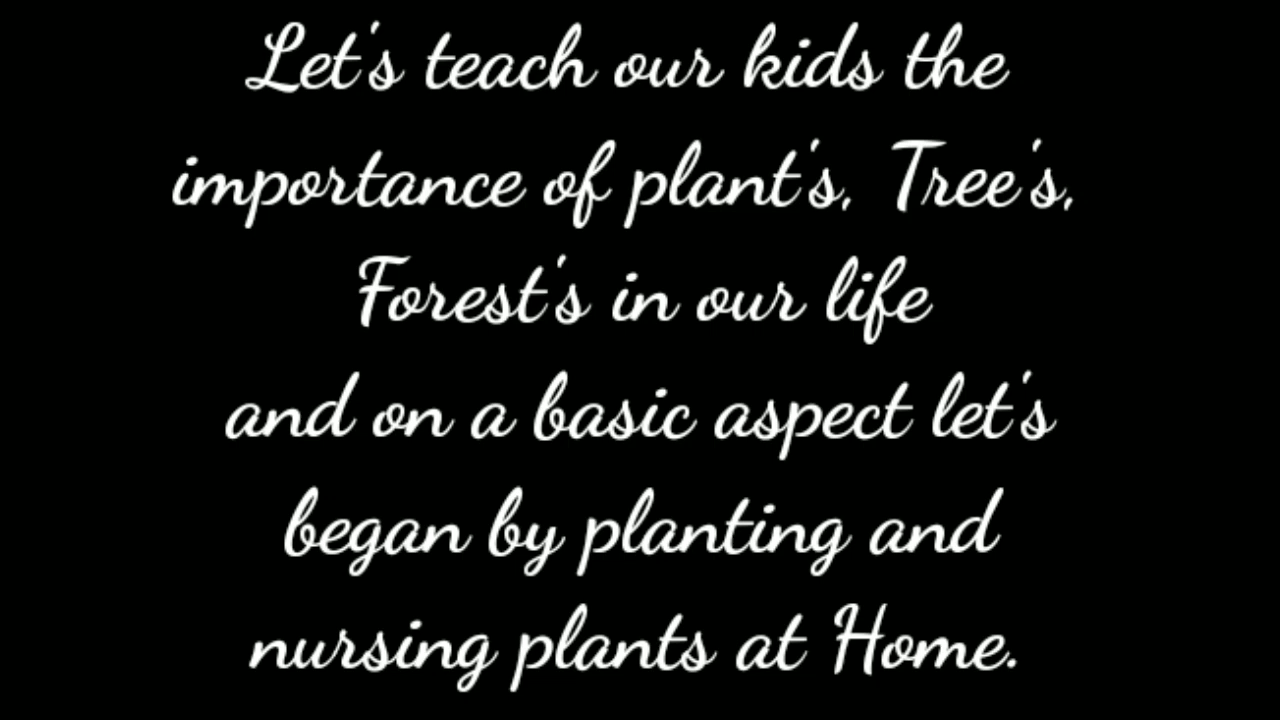 Let's teach our kids the
importance of plant's, Tree's,
Forest's in our life
and on a basic aspect let's
began by planting and
nursing plants at Home.